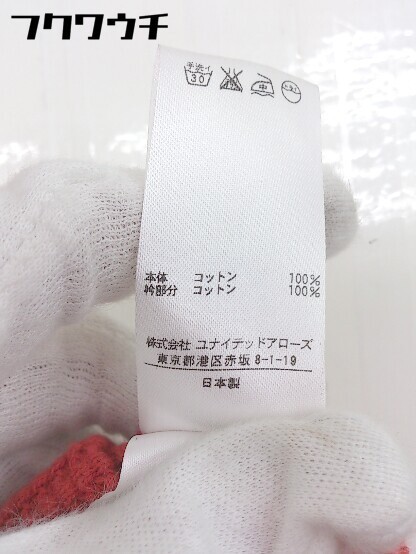 フクワウチ
手洗イ
30
中
ドライ
本体 コットン 100%
衿部分 コットン 100%
株式会社 ユナイテッドアローズ
東京都港区赤坂 8-1-19
日本製